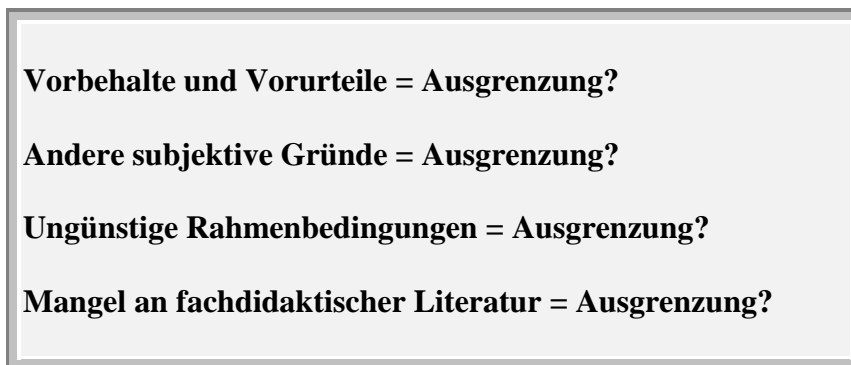 Vorbehalte und Vorurteile = Ausgrenzung?
Andere subjektive Gründe = Ausgrenzung?
Ungünstige Rahmenbedingungen = Ausgrenzung?
Mangel an fachdidaktischer Literatur = Ausgrenzung?